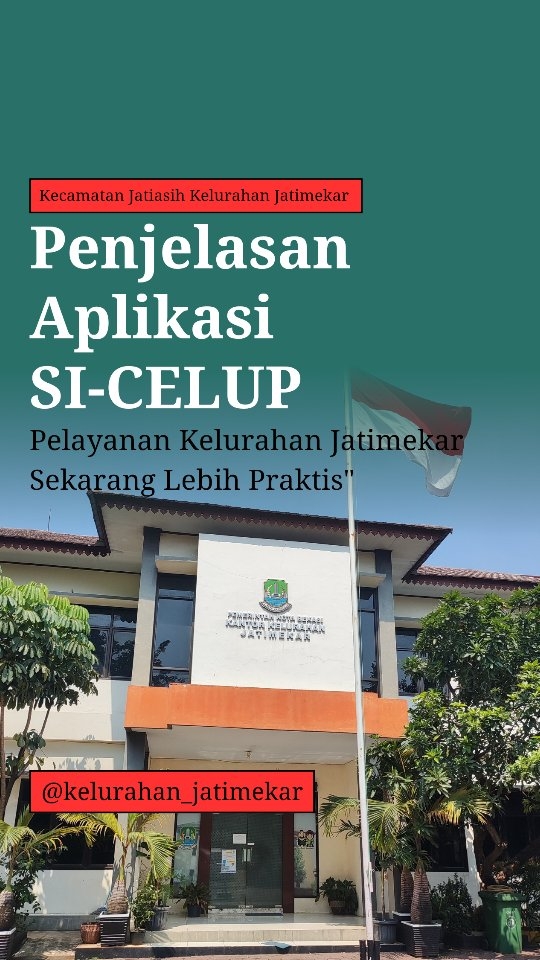 Kecamatan Jatiasih Kelurahan Jatimekar
Penjelasan
Aplikasi
SI-CELUP
Pelayanan Kelurahan Jatimekar
Sekarang Lebih Praktis"
PEMERINTAH KOTA BEKASI
KANTOR KELURAHAN
JATIMEKAR
@kelurahan_jatimekar